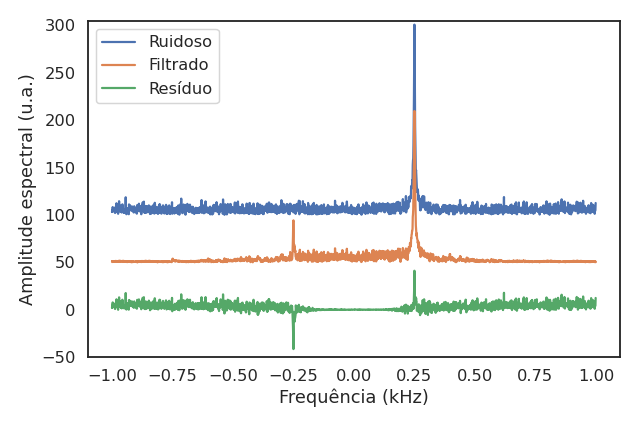 Ruidoso
Filtrado
Resíduo
300
250
200
150
100
50
0
−50
Amplitude espectral (u.a.)
−1.00 −0.75 −0.50 −0.25 0.00 0.25 0.50 0.75 1.00
Frequência (kHz)